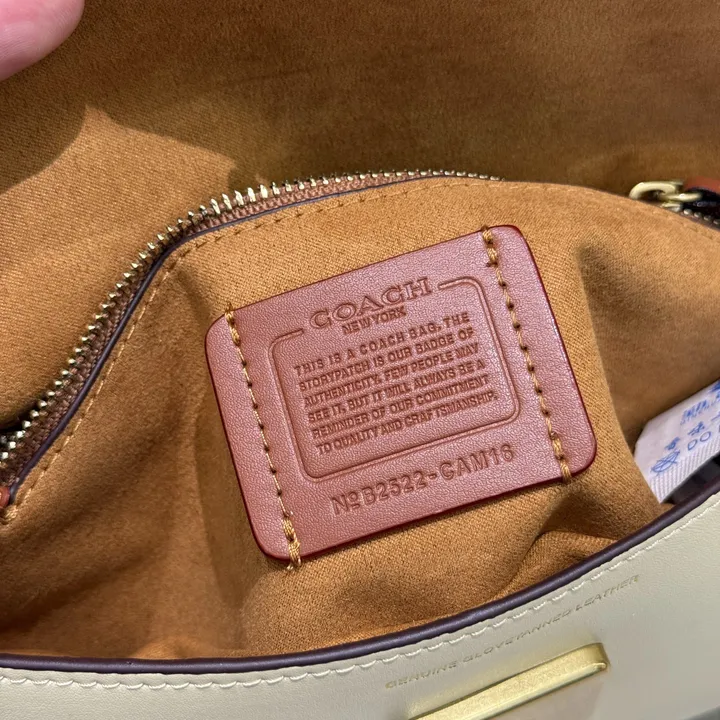 COACH
NEW YORK
THIS IS A COACH BAG. THE
STORYPATCH IS OUR BADGE OF
AUTHENTICITY. FEW PEOPLE MAY
SEE IT, BUT IT WILL ALWAYS BE A
REMINDER OF OUR COMMITMENT
TO QUALITY AND CRAFTSMANSHIP.
Nº B2522-CAM16
GENUINE GLOVETANNED LEATHER